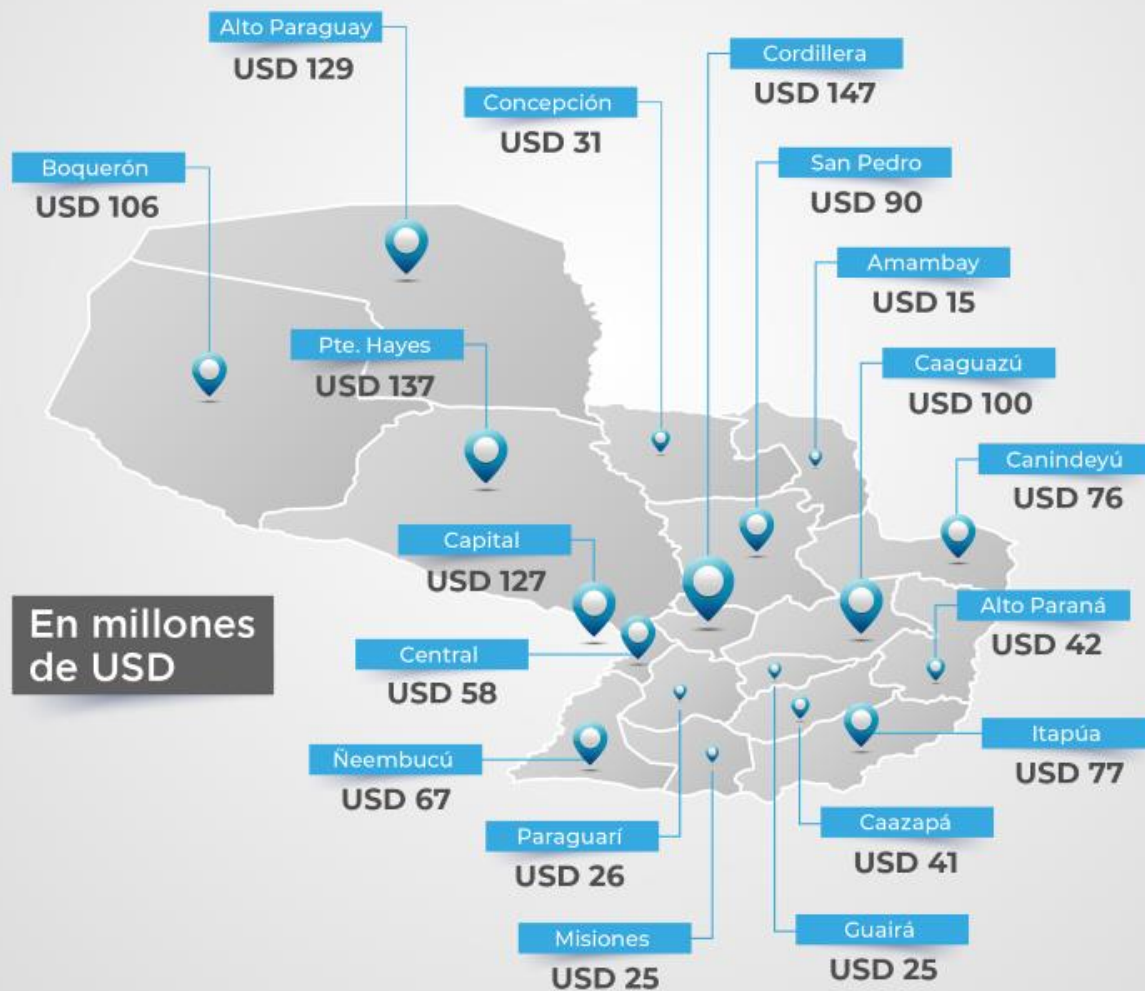 Alto Paraguay
USD 129
Cordillera
USD 147
Concepción
USD 31
Boquerón
USD 106
San Pedro
USD 90
Amambay
USD 15
Pte. Hayes
USD 137
Caaguazú
USD 100
Canindeyú
USD 76
Capital
USD 127
En millones
de USD
Alto Paraná
USD 42
Central
USD 58
Itapúa
USD 77
Ñeembucú
USD 67
Paraguarí
USD 26
Caazapá
USD 41
Misiones
USD 25
Guairá
USD 25